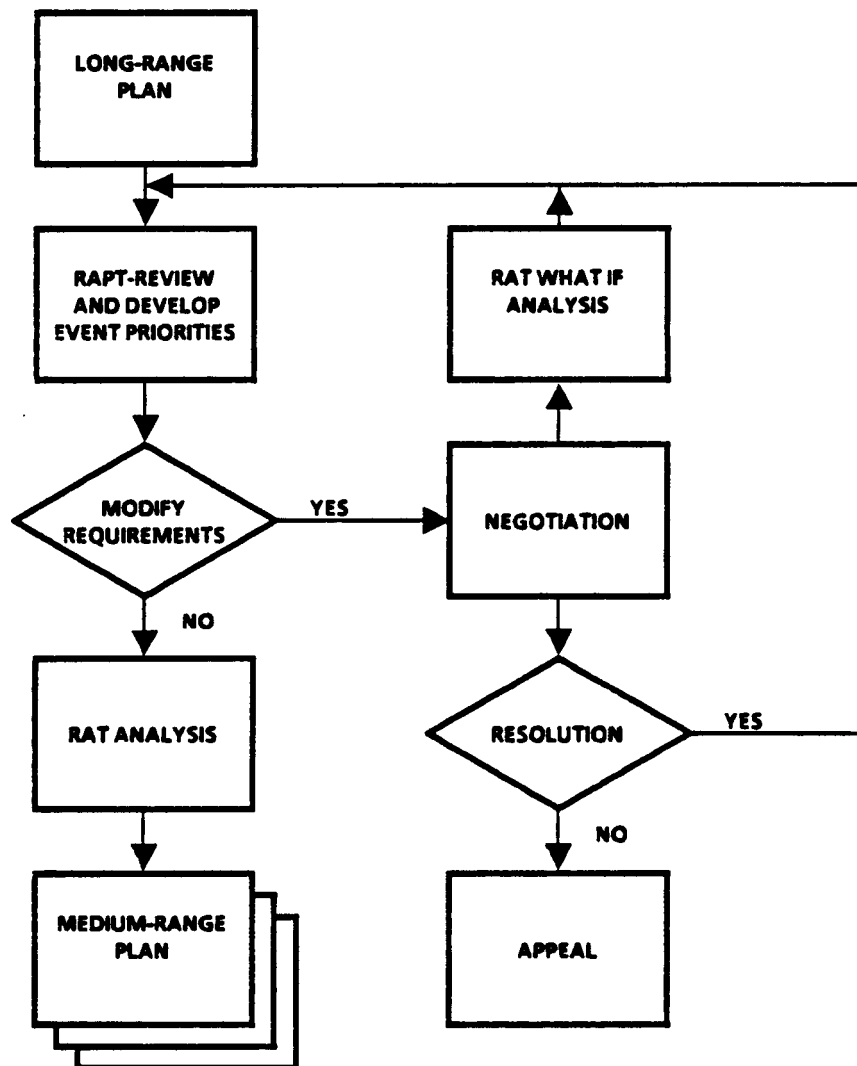 LONG-RANGE
PLAN
RAPT-REVIEW
AND DEVELOP
EVENT PRIORITIES
RAT WHAT IF
ANALYSIS
MODIFY
REQUIREMENTS
YES
NEGOTIATION
NO
RAT ANALYSIS
RESOLUTION
YES
NO
MEDIUM-RANGE
PLAN
APPEAL